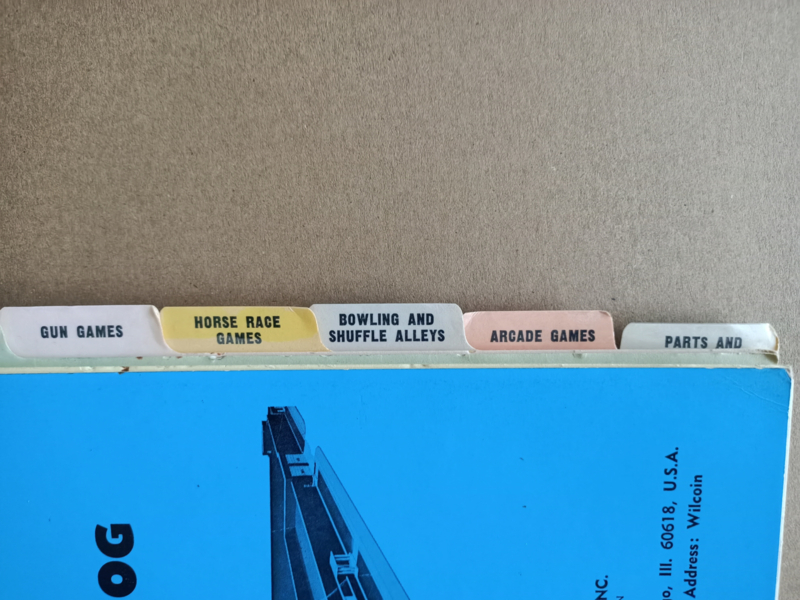 GUN GAMES
HORSE RACE
GAMES
BOWLING AND
SHUFFLE ALLEYS
ARCADE GAMES
PARTS AND
OG
NC.
o, Ill. 60618, U.S.A.
Address: Wilcoin